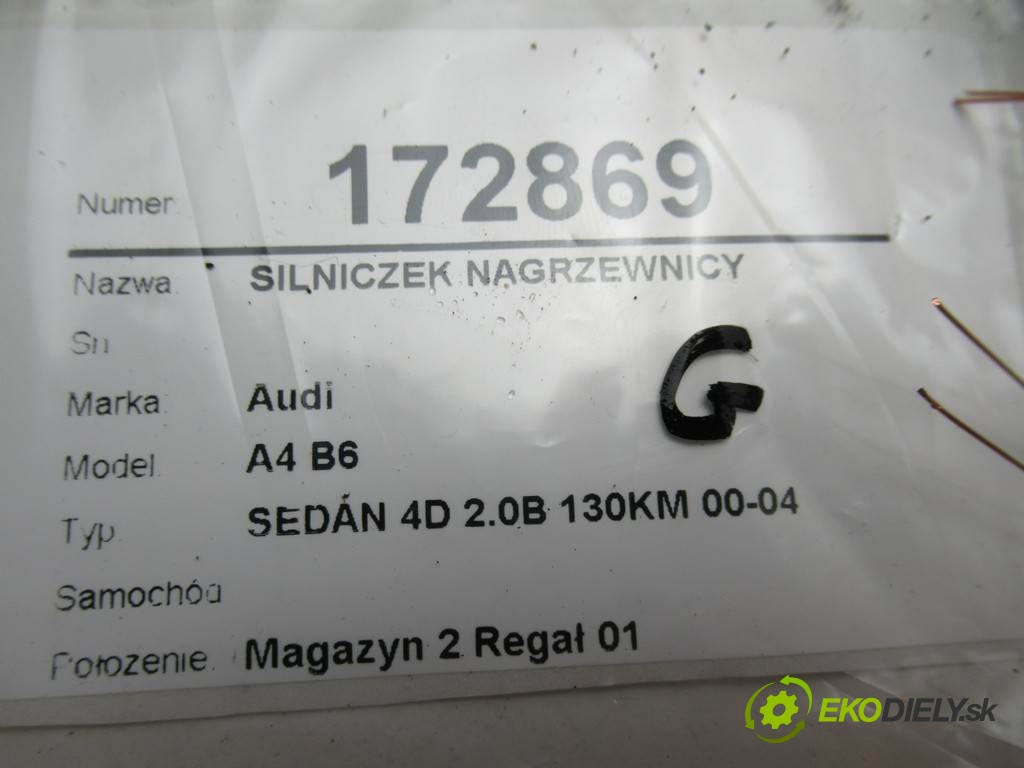 Numer 172869
Nazwa SILNICZEK NAGRZEWNICY
Sn
Marka: Audi
Model. A4 B6
G
Typ SEDAN 4D 2.0B 130KM 00-04
Samochód
Położenie. Magazyn 2 Regał 01
EKODIELY.sk